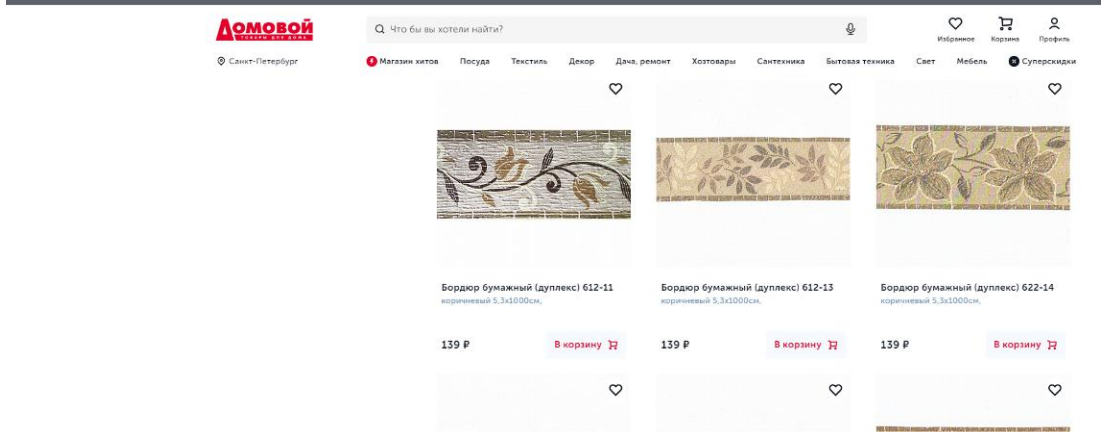 Домовой
ТОВАРЫ ДЛЯ ДОМА
Что бы вы хотели найти?
Избранное
Корзина
Профиль
Санкт-Петербург
Магазин хитов
Посуда
Текстиль
Декор
Дача, ремонт
Хозтовары
Сантехника
Бытовая техника
Свет
Мебель
Суперскидки
Бордюр бумажный (дуплекс) 612-11
коричневый 5,3х1000см,
139 ₽
В корзину
Бордюр бумажный (дуплекс) 612-13
коричневый 5,3х1000см,
139 ₽
В корзину
Бордюр бумажный (дуплекс) 622-14
коричневый 5,3х1000см,
139 ₽
В корзину